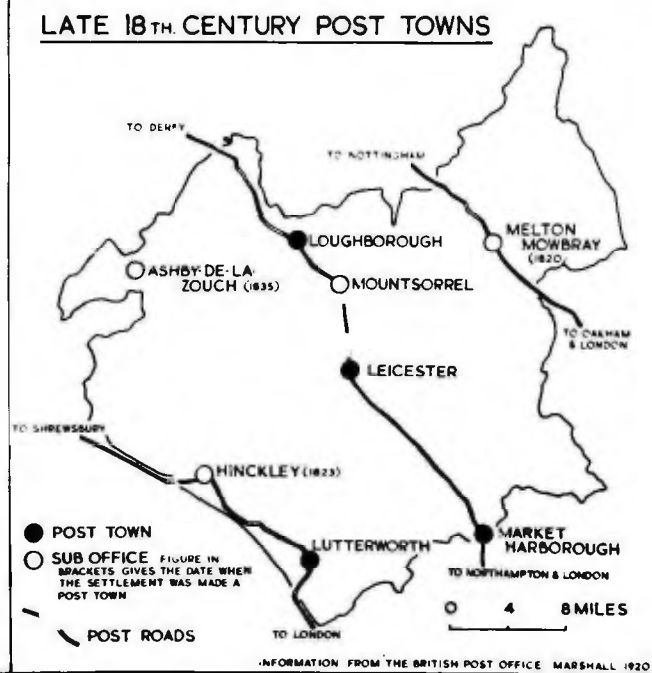 LATE 18TH. CENTURY POST TOWNS
TO DERBY
TO NOTTINGHAM
LOUGHBOROUGH
MELTON
MOWBRAY
(1820)
ASHBY-DE-LA-
ZOUCH (1835)
MOUNTSORREL
TO OAKHAM
& LONDON
LEICESTER
TO SHREWSBURY
HINCKLEY (1823)
POST TOWN
SUB OFFICE FIGURE IN
BRACKETS GIVES THE DATE WHEN
THE SETTLEMENT WAS MADE A
POST TOWN
LUTTERWORTH
MARKET
HARBOROUGH
TO NORTHAMPTON & LONDON
0 4 8 MILES
POST ROADS
TO LONDON
INFORMATION FROM THE BRITISH POST OFFICE MARSHALL 1920